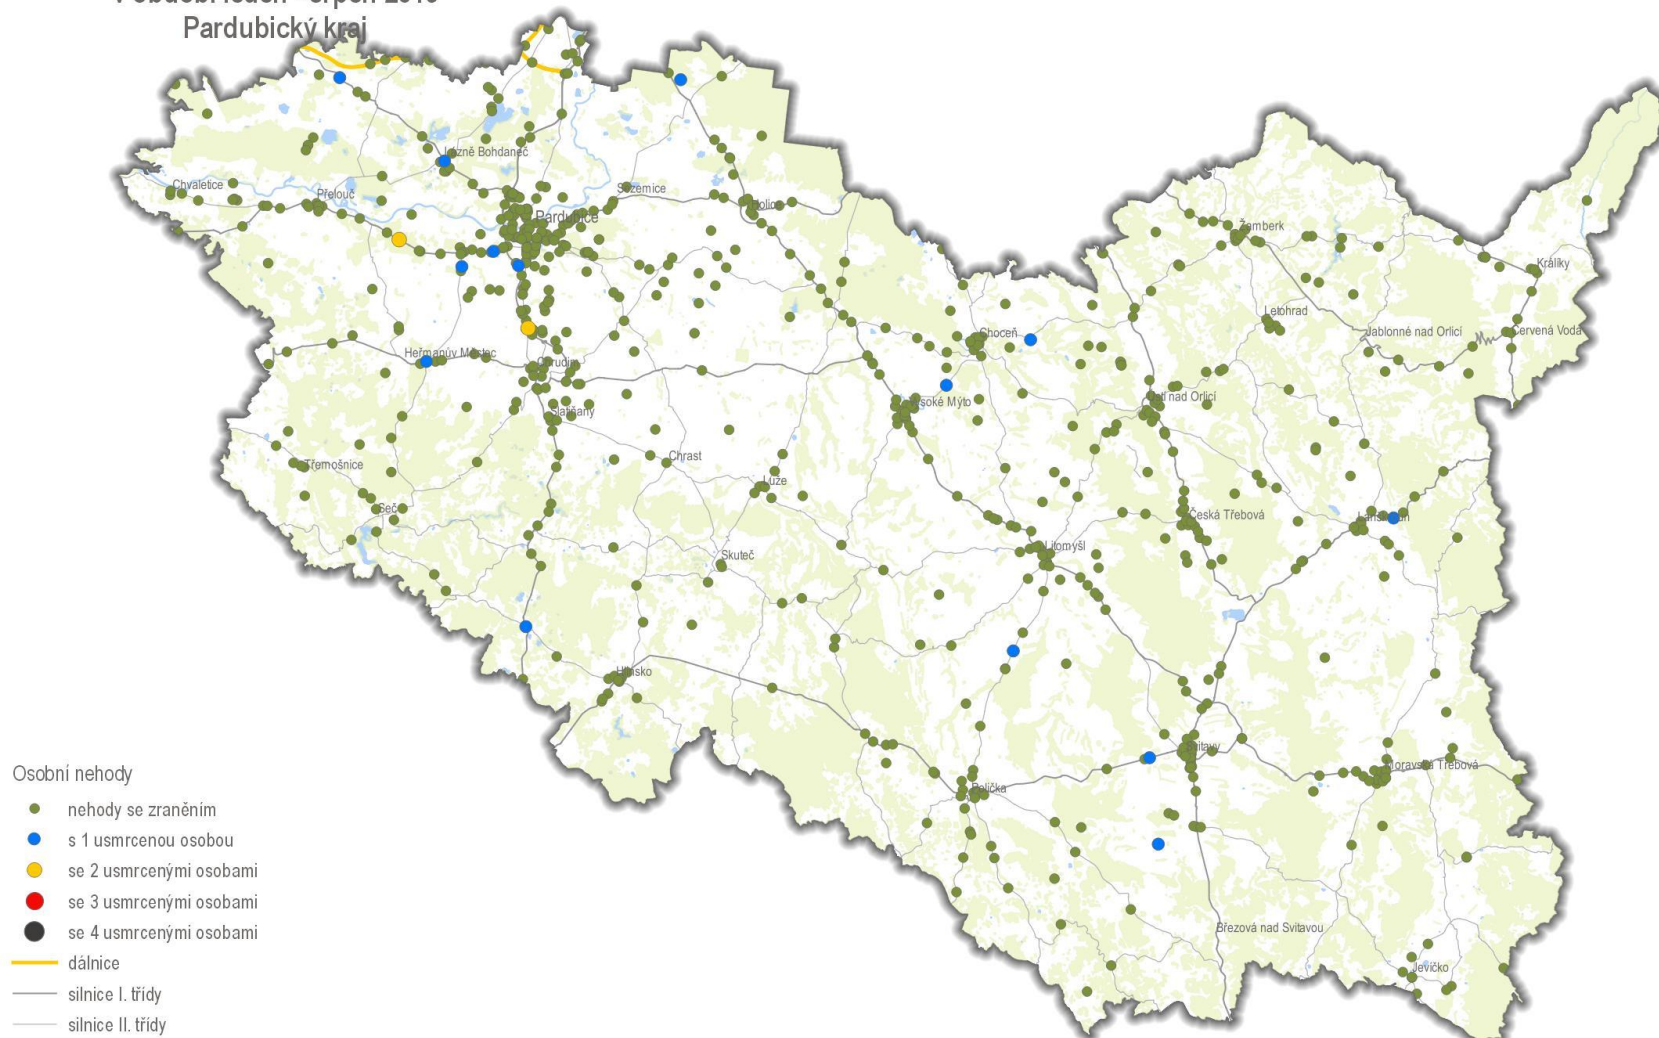 Pardubický kraj
Lázně Bohdaneč
Chvaletice
Přelouč
Sezemice
Holice
Pardubice
Žamberk
Králíky
Letohrad
Choceň
Jablonné nad Orlicí
Červená Voda
Heřmanův Městec
Chrudim
Ústí nad Orlicí
Vysoké Mýto
Slatiňany
Chrast
Třemošnice
Luže
Seč
Česká Třebová
Lanškroun
Litomyšl
Skuteč
Hlinsko
Svitavy
Moravská Třebová
Polička
Březová nad Svitavou
Jevíčko
Osobní nehody
nehody se zraněním
s 1 usmrcenou osobou
se 2 usmrcenými osobami
se 3 usmrcenými osobami
se 4 usmrcenými osobami
dálnice
silnice I. třídy
silnice II. třídy